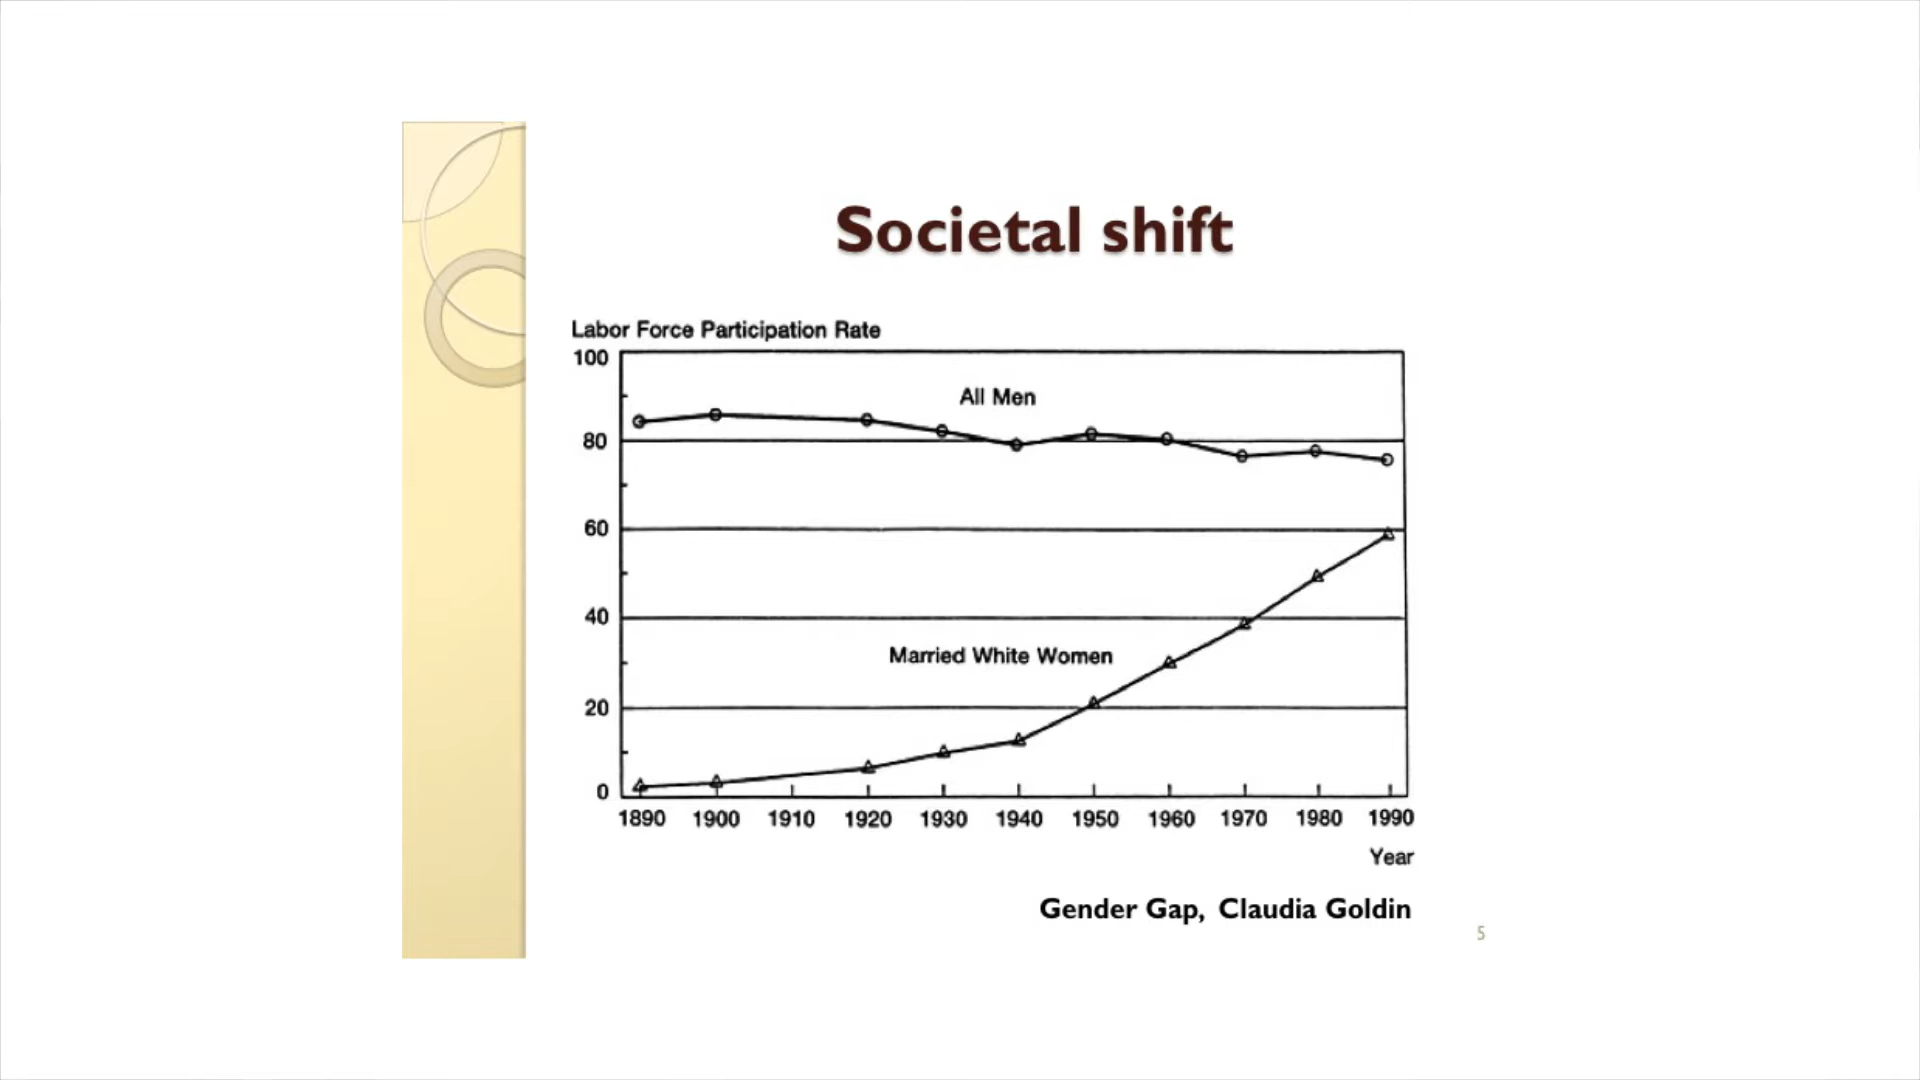 Societal shift
Labor Force Participation Rate
100
All Men
80
60
40
Married White Women
20
0
1890 1900 1910 1920 1930 1940 1950 1960 1970 1980 1990
Year
Gender Gap, Claudia Goldin
5